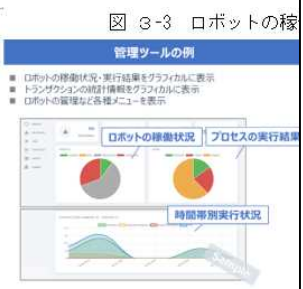 図 3-3 ロボットの稼
管理ツールの例
■ ロボットの稼働状況・実行結果をグラフィカルに表示
■ トランザクションの統計情報をグラフィカルに表示
■ ロボットの管理など各種メニューを表示
ロボットの稼働状況
プロセスの実行結果
時間帯別実行状況
Sample